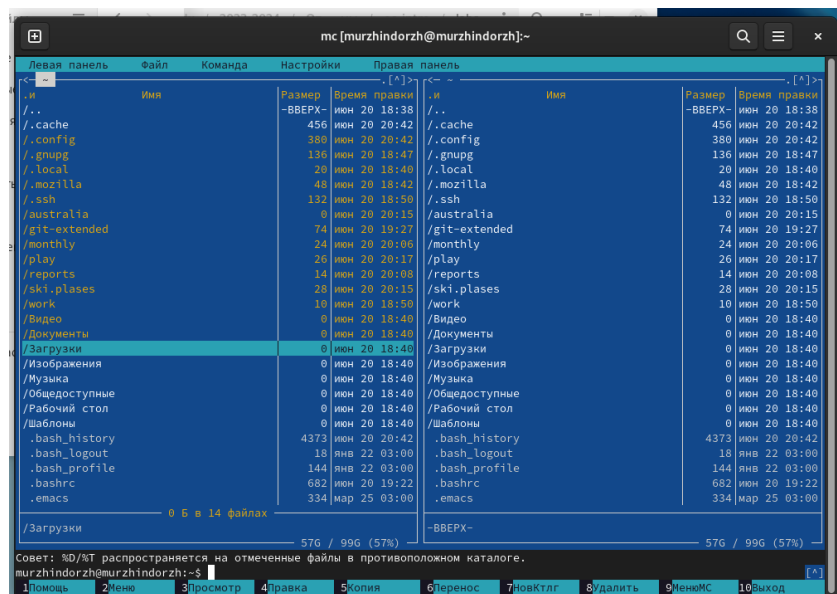 mc [murzhindorzh@murzhindorzh]:~
Левая панель Файл Команда Настройки Правая панель
<- ~ .[^]> <- ~ .[^]>
.и Имя Размер Время правки .и Имя Размер Время правки
/.. -ВВЕРХ- июн 20 18:38 /.. -ВВЕРХ- июн 20 18:38
/.cache 456 июн 20 20:42 /.cache 456 июн 20 20:42
/.config 380 июн 20 20:42 /.config 380 июн 20 20:42
/.gnupg 136 июн 20 18:47 /.gnupg 136 июн 20 18:47
/.local 20 июн 20 18:40 /.local 20 июн 20 18:40
/.mozilla 48 июн 20 18:42 /.mozilla 48 июн 20 18:42
/.ssh 132 июн 20 18:50 /.ssh 132 июн 20 18:50
/australia 0 июн 20 20:15 /australia 0 июн 20 20:15
/git-extended 74 июн 20 19:27 /git-extended 74 июн 20 19:27
/monthly 24 июн 20 20:06 /monthly 24 июн 20 20:06
/play 26 июн 20 20:17 /play 26 июн 20 20:17
/reports 14 июн 20 20:08 /reports 14 июн 20 20:08
/ski.plases 28 июн 20 20:15 /ski.plases 28 июн 20 20:15
/work 10 июн 20 18:50 /work 10 июн 20 18:50
/Видео 0 июн 20 18:40 /Видео 0 июн 20 18:40
/Документы 0 июн 20 18:40 /Документы 0 июн 20 18:40
/Загрузки 0 июн 20 18:40 /Загрузки 0 июн 20 18:40
/Изображения 0 июн 20 18:40 /Изображения 0 июн 20 18:40
/Музыка 0 июн 20 18:40 /Музыка 0 июн 20 18:40
/Общедоступные 0 июн 20 18:40 /Общедоступные 0 июн 20 18:40
/Рабочий стол 0 июн 20 18:40 /Рабочий стол 0 июн 20 18:40
/Шаблоны 0 июн 20 18:40 /Шаблоны 0 июн 20 18:40
.bash_history 4373 июн 20 20:42 .bash_history 4373 июн 20 20:42
.bash_logout 18 янв 22 03:00 .bash_logout 18 янв 22 03:00
.bash_profile 144 янв 22 03:00 .bash_profile 144 янв 22 03:00
.bashrc 682 июн 20 19:22 .bashrc 682 июн 20 19:22
.emacs 334 мар 25 03:00 .emacs 334 мар 25 03:00
0 Б в 14 файлах
/Загрузки -ВВЕРХ-
57G / 99G (57%) 57G / 99G (57%)
Совет: %D/%T распространяется на отмеченные файлы в противоположном каталоге.
murzhindorzh@murzhindorzh:~$ [^]
1Помощь 2Меню 3Просмотр 4Правка 5Копия 6Перенос 7НовКтлг 8Удалить 9МенюMC 10Выход